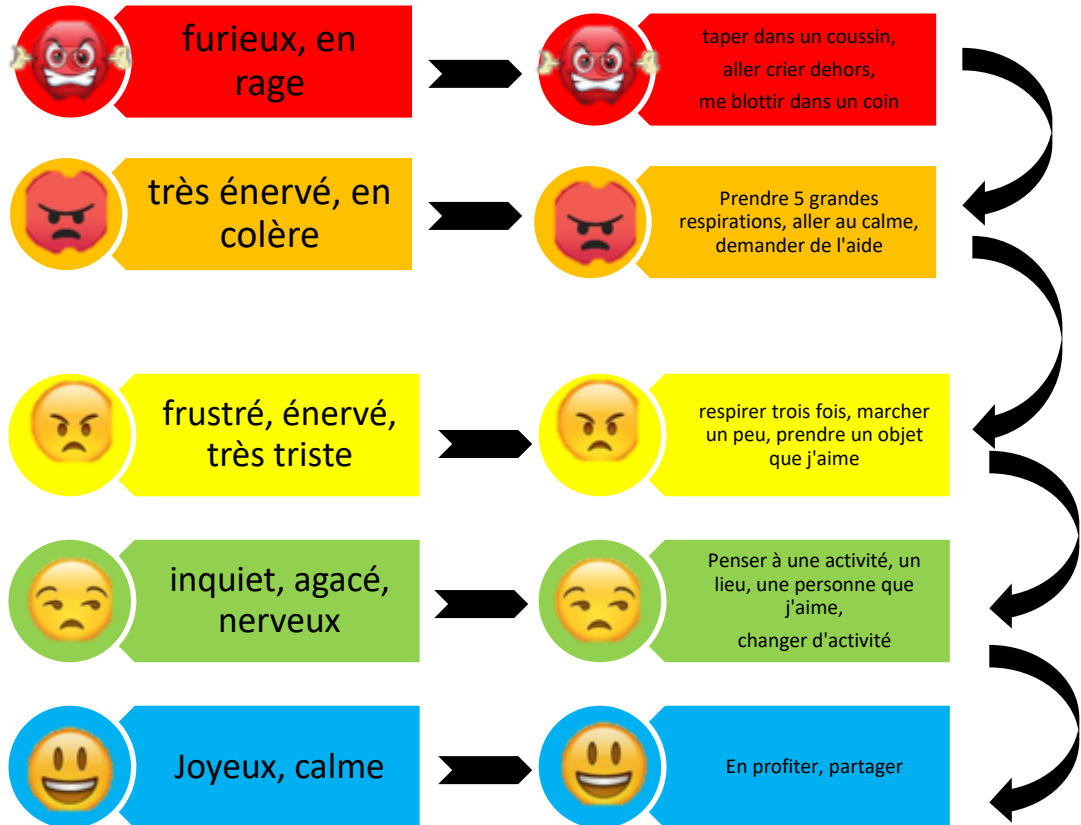 furieux, en
rage
taper dans un coussin,
aller crier dehors,
me blottir dans un coin
très énervé, en
colère
Prendre 5 grandes
respirations, aller au calme,
demander de l'aide
frustré, énervé,
très triste
respirer trois fois, marcher
un peu, prendre un objet
que j'aime
inquiet, agacé,
nerveux
Penser à une activité, un
lieu, une personne que
j'aime,
changer d'activité
Joyeux, calme
En profiter, partager